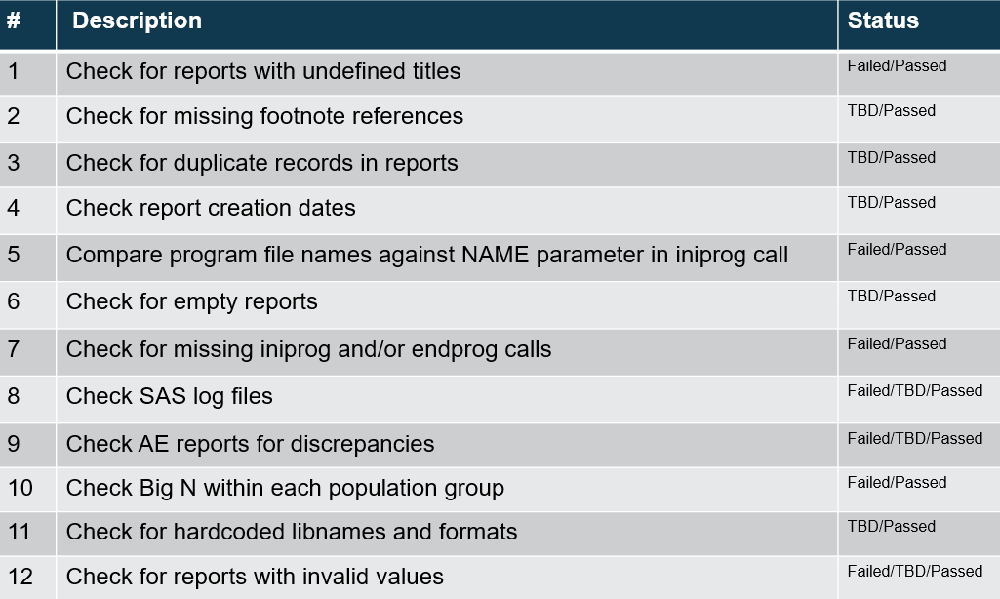 # Description Status
1 Check for reports with undefined titles Failed/Passed
2 Check for missing footnote references TBD/Passed
3 Check for duplicate records in reports TBD/Passed
4 Check report creation dates TBD/Passed
5 Compare program file names against NAME parameter in iniprog call Failed/Passed
6 Check for empty reports TBD/Passed
7 Check for missing iniprog and/or endprog calls Failed/Passed
8 Check SAS log files Failed/TBD/Passed
9 Check AE reports for discrepancies Failed/TBD/Passed
10 Check Big N within each population group Failed/Passed
11 Check for hardcoded libnames and formats TBD/Passed
12 Check for reports with invalid values Failed/TBD/Passed